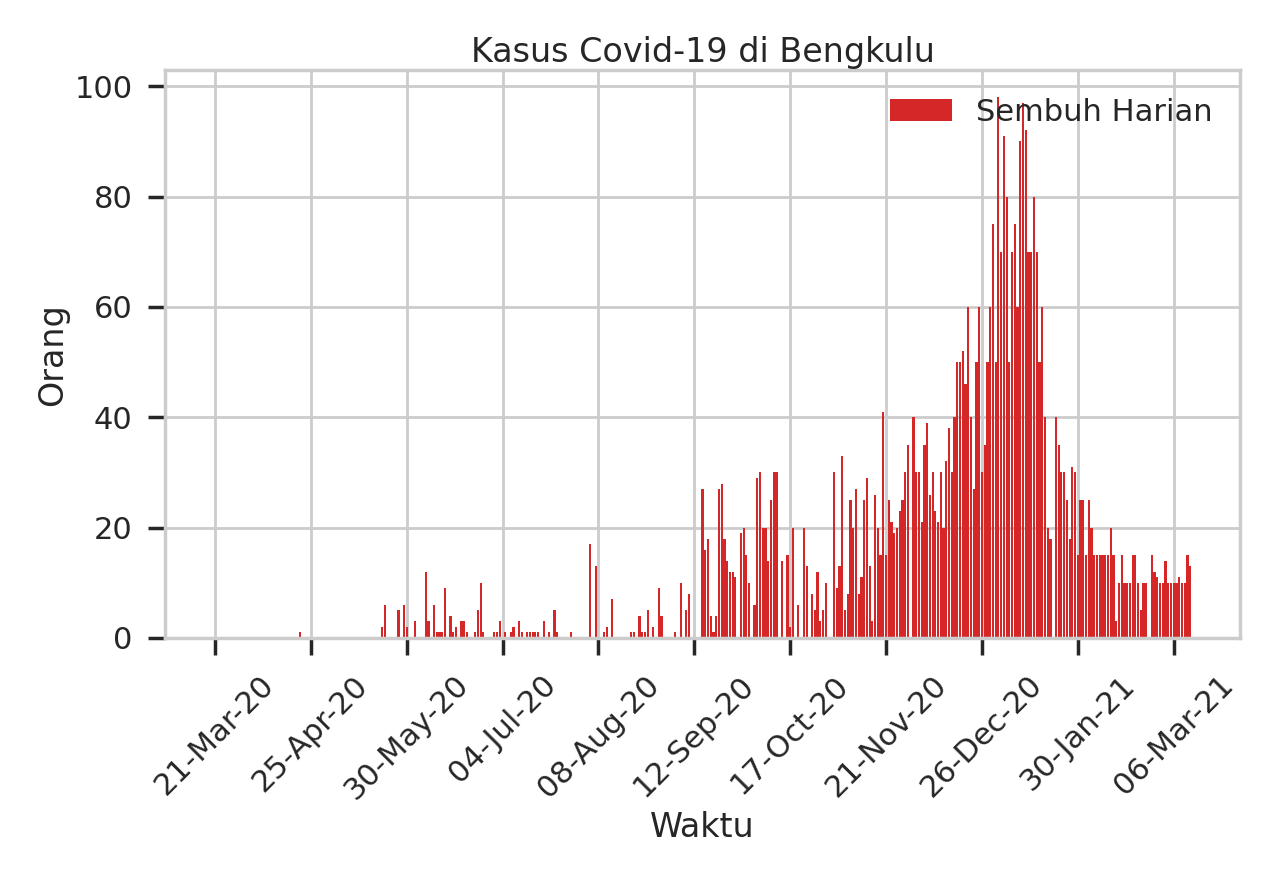 Kasus Covid-19 di Bengkulu
Sembuh Harian
Orang
100
80
60
40
20
0
21-Mar-20
25-Apr-20
30-May-20
04-Jul-20
08-Aug-20
12-Sep-20
17-Oct-20
21-Nov-20
26-Dec-20
30-Jan-21
06-Mar-21
Waktu